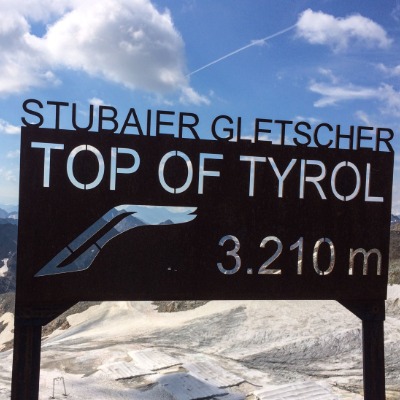 STUBAIER GLETSCHER
TOP OF TYROL
3.210 m